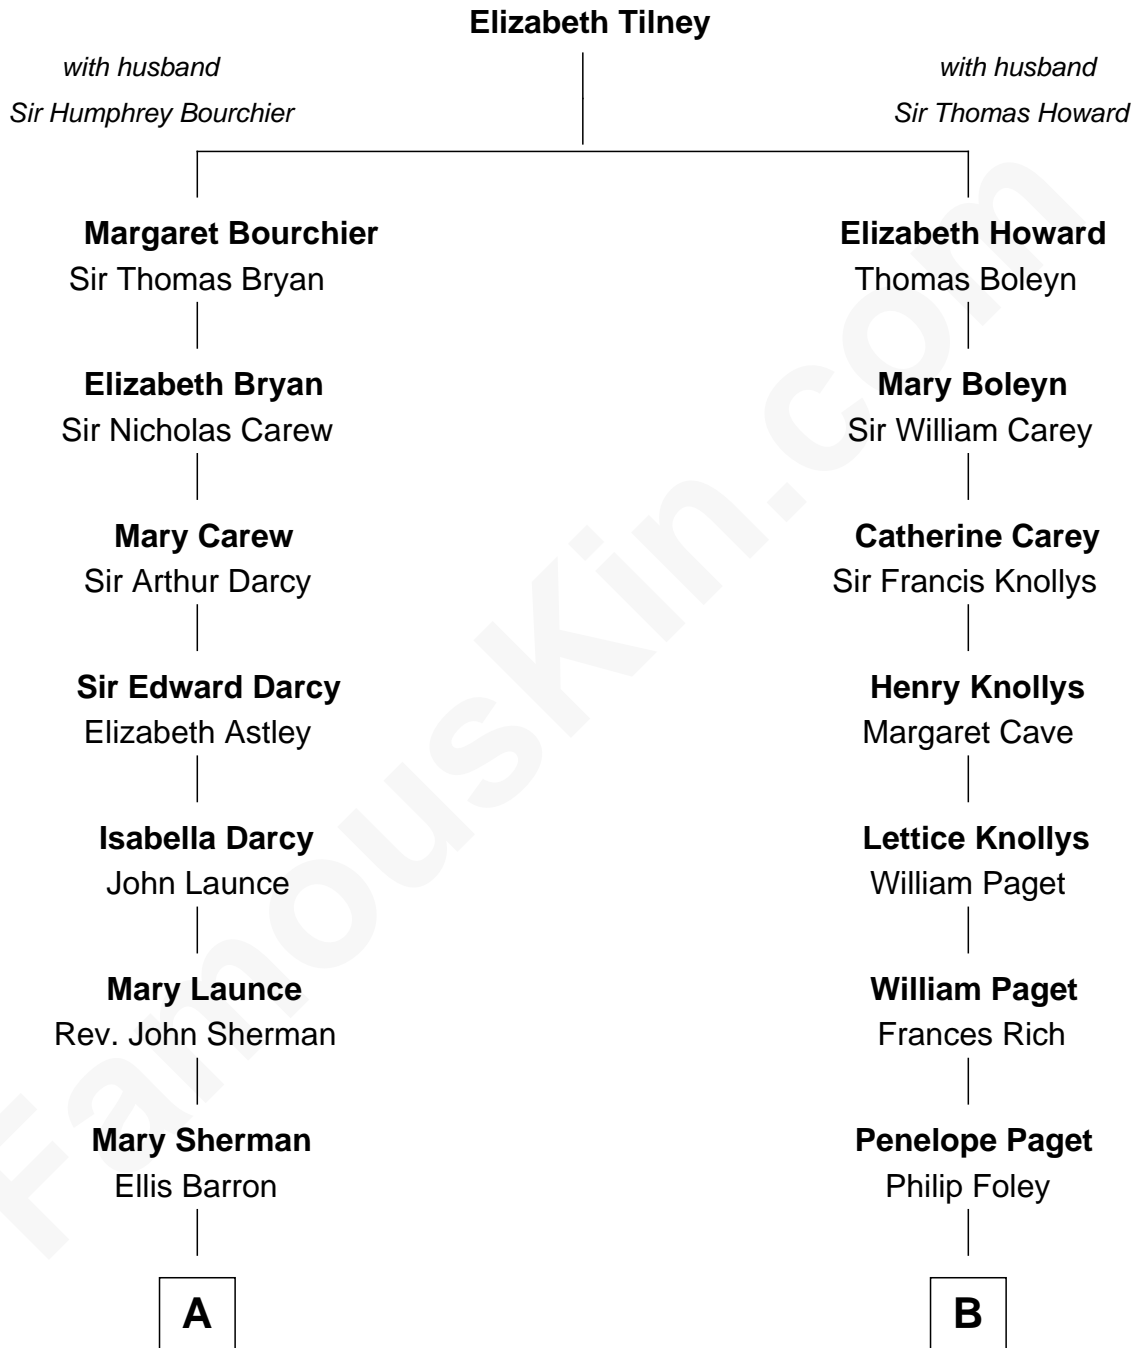 Elizabeth Tilney
with husband
Sir Humphrey Bourchier
with husband
Sir Thomas Howard
Margaret Bourchier
Sir Thomas Bryan
Elizabeth Howard
Thomas Boleyn
Elizabeth Bryan
Sir Nicholas Carew
Mary Boleyn
Sir William Carey
Mary Carew
Sir Arthur Darcy
Catherine Carey
Sir Francis Knollys
Sir Edward Darcy
Elizabeth Astley
Henry Knollys
Margaret Cave
Isabella Darcy
John Launce
Lettice Knollys
William Paget
Mary Launce
Rev. John Sherman
William Paget
Frances Rich
Mary Sherman
Ellis Barron
Penelope Paget
Philip Foley
A
B
FamousKin.com